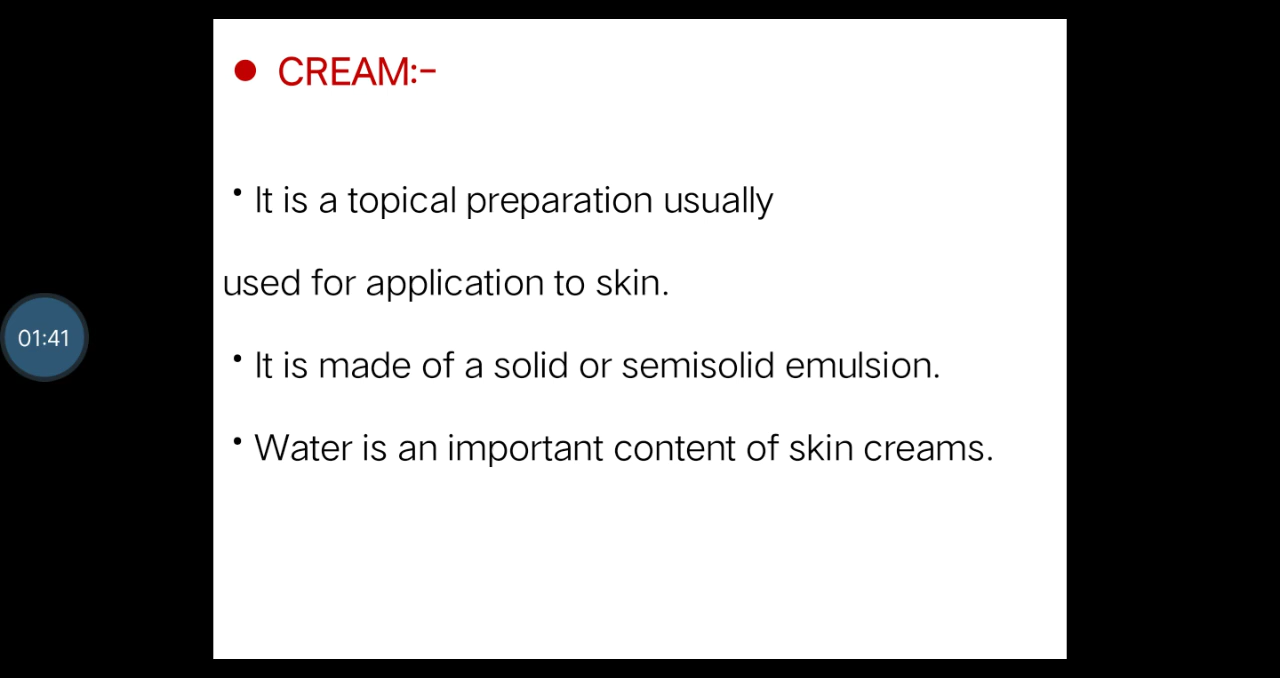 ● CREAM:-
• It is a topical preparation usually
used for application to skin.
01:41
• It is made of a solid or semisolid emulsion.
• Water is an important content of skin creams.